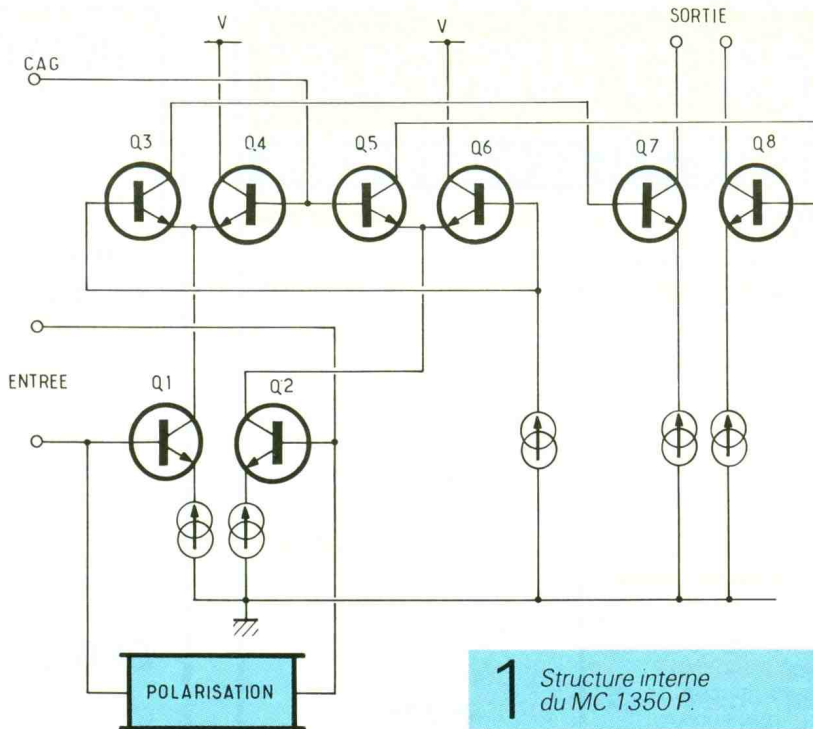 V
V
SORTIE
CAG
Q3
Q4
Q5
Q6
Q7
Q8
ENTREE
Q1
Q2
POLARISATION
1 Structure interne
du MC 1350 P.